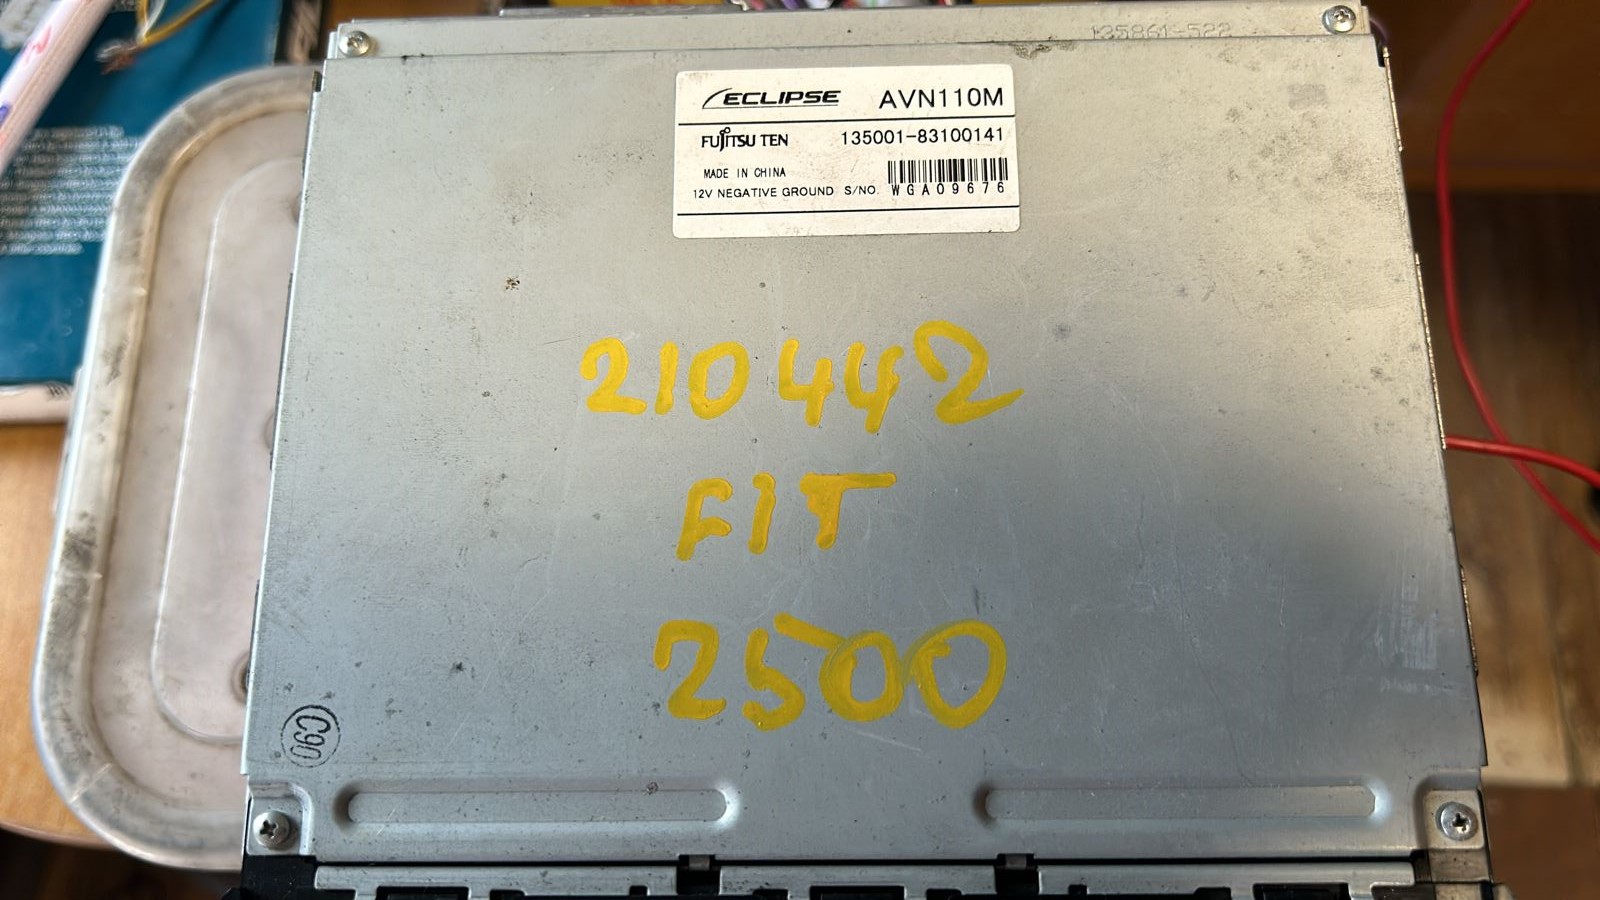 125861-522
ECLIPSE AVN110M
FUJITSU TEN 135001-83100141
MADE IN CHINA
12V NEGATIVE GROUND S/NO. WGA09676
210442
FIT
2500
C90